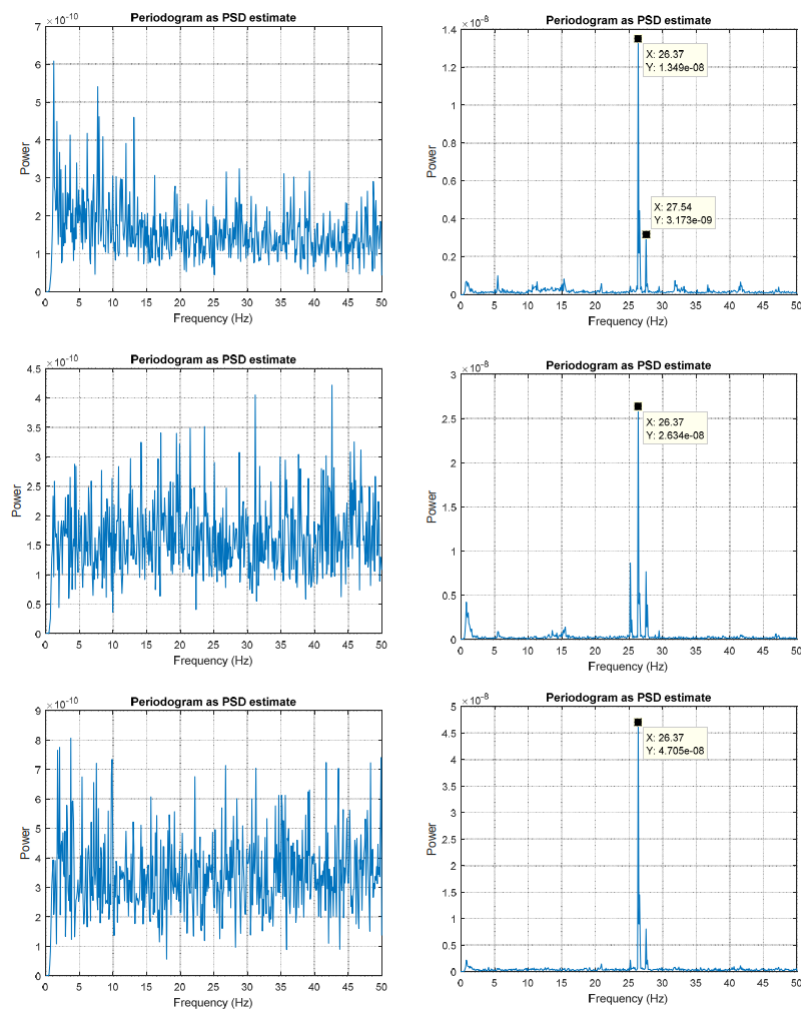 Periodogram as PSD estimate
× 10^-10
7
6
5
4
3
2
1
0
Power
0 5 10 15 20 25 30 35 40 45 50
Frequency (Hz)
Periodogram as PSD estimate
× 10^-8
1.4
1.2
1
0.8
0.6
0.4
0.2
0
Power
X: 26.37
Y: 1.349e-08
X: 27.54
Y: 3.173e-09
0 5 10 15 20 25 30 35 40 45 50
Frequency (Hz)
Periodogram as PSD estimate
× 10^-10
4.5
4
3.5
3
2.5
2
1.5
1
0.5
0
Power
0 5 10 15 20 25 30 35 40 45 50
Frequency (Hz)
Periodogram as PSD estimate
× 10^-8
3
2.5
2
1.5
1
0.5
0
Power
X: 26.37
Y: 2.634e-08
0 5 10 15 20 25 30 35 40 45 50
Frequency (Hz)
Periodogram as PSD estimate
× 10^-10
9
8
7
6
5
4
3
2
1
0
Power
0 5 10 15 20 25 30 35 40 45 50
Frequency (Hz)
Periodogram as PSD estimate
× 10^-8
5
4.5
4
3.5
3
2.5
2
1.5
1
0.5
0
Power
X: 26.37
Y: 4.705e-08
0 5 10 15 20 25 30 35 40 45 50
Frequency (Hz)